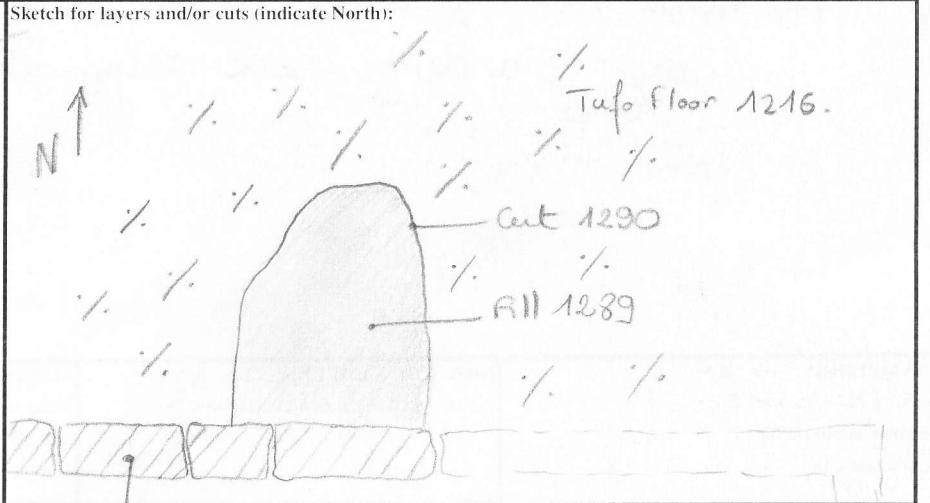 Sketch for layers and/or cuts (indicate North):
Tufo Floor 1216.
N
Cut 1290
Fill 1289